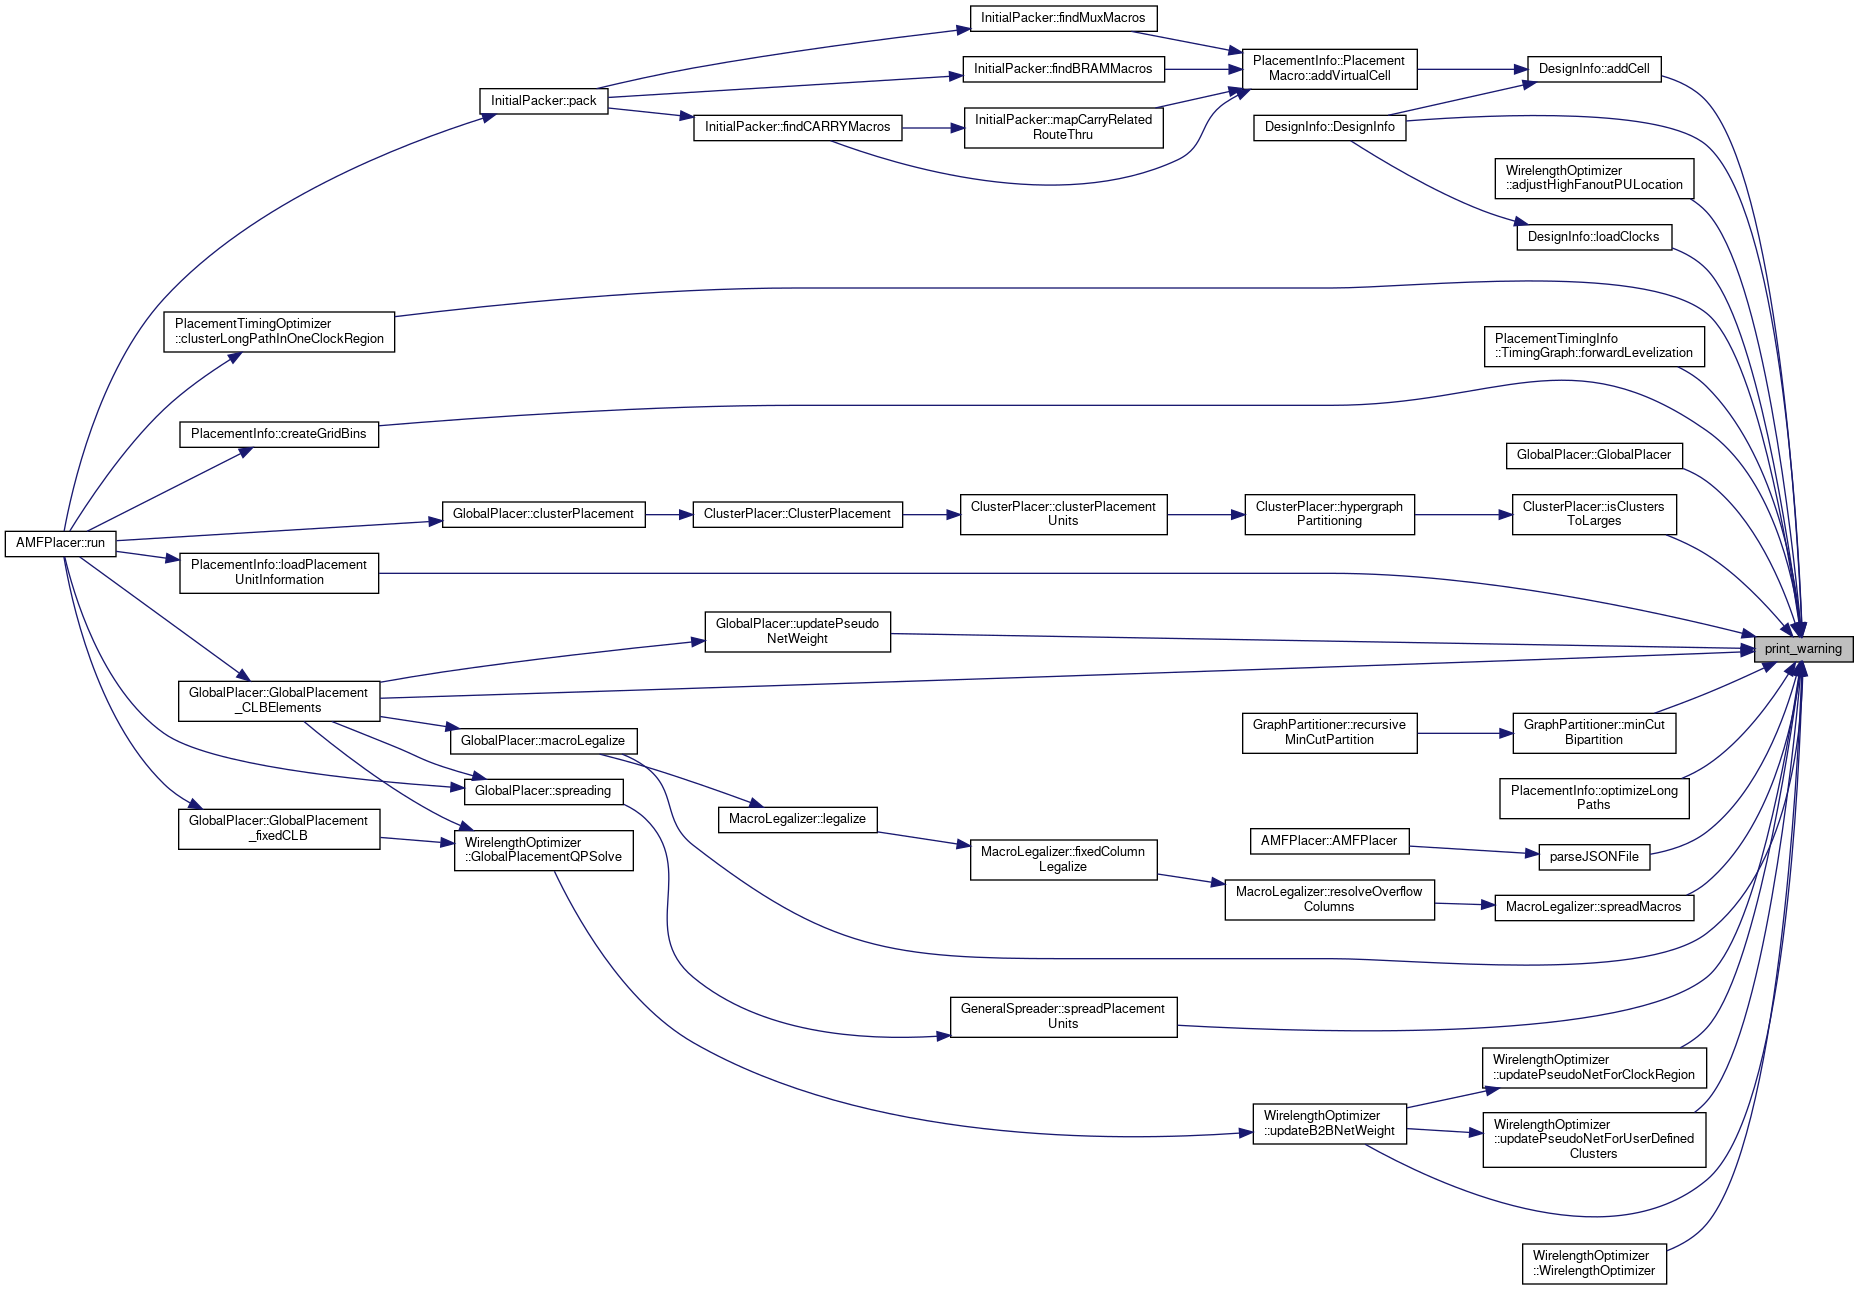 InitialPacker::findMuxMacros
PlacementInfo::Placement
Macro::addVirtualCell
DesignInfo::addCell
InitialPacker::findBRAMMacros
InitialPacker::pack
InitialPacker::findCARRYMacros
InitialPacker::mapCarryRelated
RouteThru
DesignInfo::DesignInfo
WirelengthOptimizer
::adjustHighFanoutPULocation
DesignInfo::loadClocks
PlacementTimingOptimizer
::clusterLongPathInOneClockRegion
PlacementTimingInfo
::TimingGraph::forwardLevelization
PlacementInfo::createGridBins
GlobalPlacer::GlobalPlacer
AMFPlacer::run
GlobalPlacer::clusterPlacement
ClusterPlacer::ClusterPlacement
ClusterPlacer::clusterPlacement
Units
ClusterPlacer::hypergraph
Partitioning
ClusterPlacer::isClusters
ToLarges
PlacementInfo::loadPlacement
UnitInformation
GlobalPlacer::updatePseudo
NetWeight
print_warning
GlobalPlacer::GlobalPlacement
_CLBElements
GlobalPlacer::macroLegalize
GraphPartitioner::recursive
MinCutPartition
GraphPartitioner::minCut
Bipartition
GlobalPlacer::spreading
PlacementInfo::optimizeLong
Paths
GlobalPlacer::GlobalPlacement
_fixedCLB
MacroLegalizer::legalize
WirelengthOptimizer
::GlobalPlacementQPSolve
AMFPlacer::AMFPlacer
parseJSONFile
MacroLegalizer::fixedColumn
Legalize
MacroLegalizer::resolveOverflow
Columns
MacroLegalizer::spreadMacros
GeneralSpreader::spreadPlacement
Units
WirelengthOptimizer
::updatePseudoNetForClockRegion
WirelengthOptimizer
::updateB2BNetWeight
WirelengthOptimizer
::updatePseudoNetForUserDefined
Clusters
WirelengthOptimizer
::WirelengthOptimizer